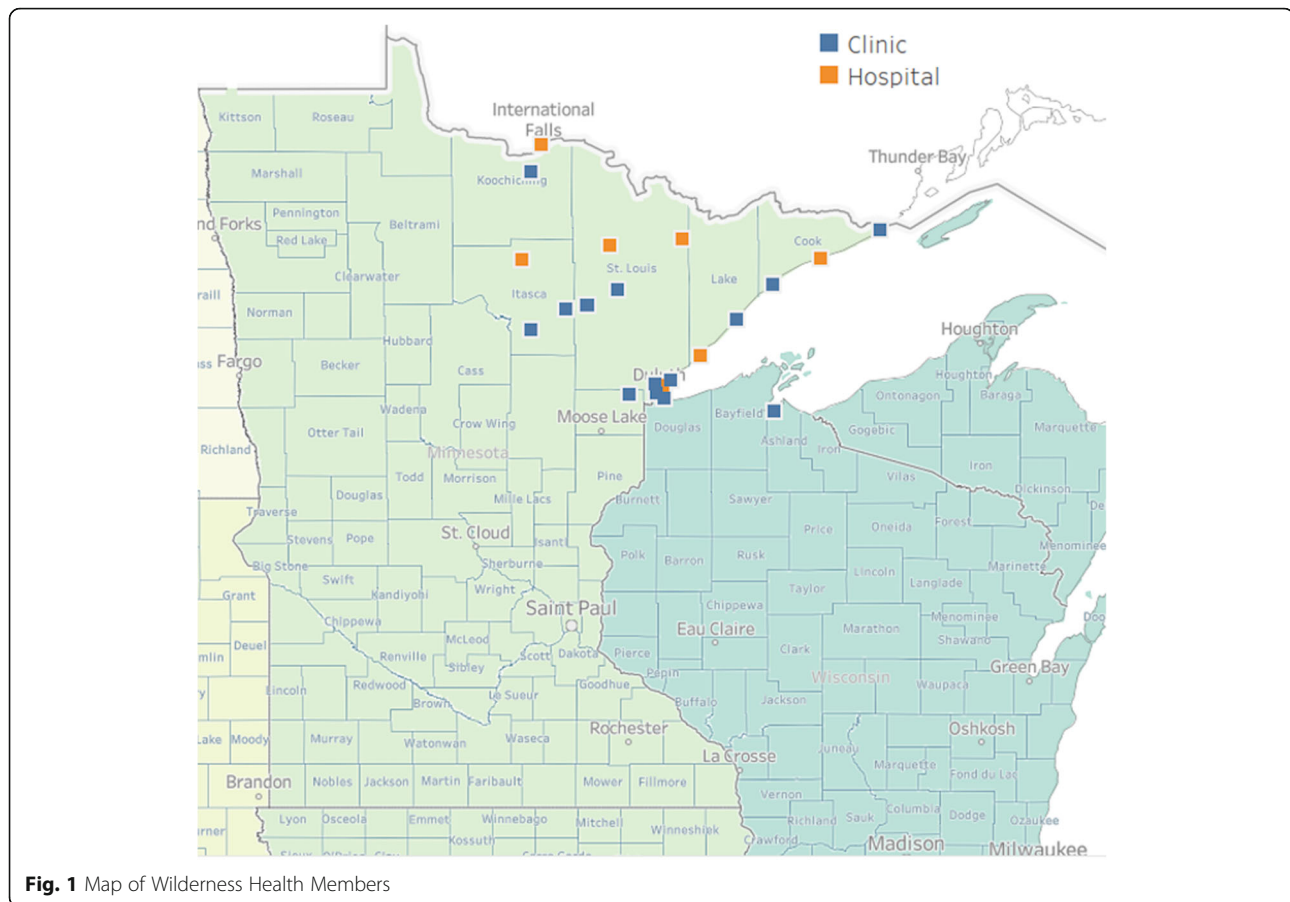 Clinic
Hospital
International
Falls
Kittson
Roseau
Thunder Bay
Marshall
Koochiching
Pennington
Beltrami
nd Forks
Red Lake
Cook
St. Louis
Clearwater
Lake
Itasca
raill
Norman
Houghton
Hubbard
ass
Fargo
Becker
Cass
Duluth
Houghton
Ontonagon
Baraga
Wadena
Moose Lake
Bayfield
Crow Wing
Douglas
Gogebic
Marquette
Otter Tail
Ashland
Richland
Minnesota
Iron
Iron
Todd
Morrison
Pine
Vilas
Dickinson
Douglas
Mille Lacs
Burnett
Sawyer
De
Traverse
Price
Oneida
Forest
St. Cloud
Stevens
Pope
Isanti
Menominee
Polk
Barron
Rusk
Big Stone
Sherburne
Lincoln
Marinette
Swift
Langlade
Grant
Wright
Taylor
Kandiyohi
Saint Paul
Chippewa
Menominee
Chippewa
Doo
Eau Claire
Marathon
Deuel
McLeod
Shawano
Clark
mlin
Renville
Scott
Dakota
Pierce
Sibley
Green Bay
Pepin
Wisconsin
Lincoln
Redwood
Goodhue
Waupaca
ry
Le Sueur
Brown
Buffalo
Jackson
Rochester
Oshkosh
Lake
Moody
Murray
Watonwan
Waseca
Juneau
La Crosse
Marquette
Fond du Lac
Brandon
Nobles
Jackson
Martin
Faribault
Mower
Fillmore
Vernon
Columbia
Dodge
Lyon
Osceola
Emmet
Winnebago
Mitchell
Richland
Sauk
Ozaukee
urner
Winneshiek
Kossuth
Crawford
Madison
Milwaukee
Fig. 1 Map of Wilderness Health Members